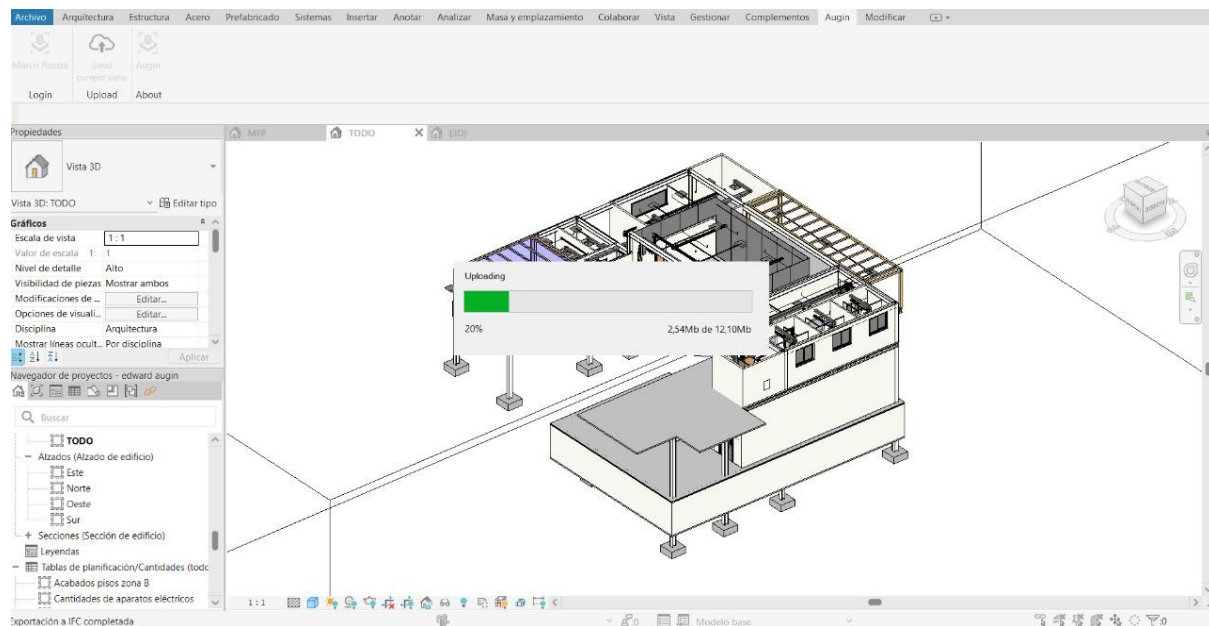 Archivo Arquitectura Estructura Acero Prefabricado Sistemas Insertar Anotar Analizar Masa y emplazamiento Colaborar Vista Gestionar Complementos Augin Modificar
Marco Rueda Send current view Augin
Login Upload About
Propiedades
MEP TODO X {3D}
Vista 3D
Vista 3D: TODO Editar tipo
Gráficos
Escala de vista 1 : 1
Valor de escala 1: 1
Nivel de detalle Alto
Visibilidad de piezas Mostrar ambos
Modificaciones de ... Editar...
Opciones de visuali... Editar...
Disciplina Arquitectura
Mostrar líneas ocult... Por disciplina
Aplicar
Uploading
20% 2,54Mb de 12,10Mb
Navegador de proyectos - edward augin
Buscar
TODO
Alzados (Alzado de edificio)
Este
Norte
Oeste
Sur
Secciones (Sección de edificio)
Leyendas
Tablas de planificación/Cantidades (todo
Acabados pisos zona B
Cantidades de aparatos eléctricos
1 : 1
Exportación a IFC completada
:0 Modelo base :0